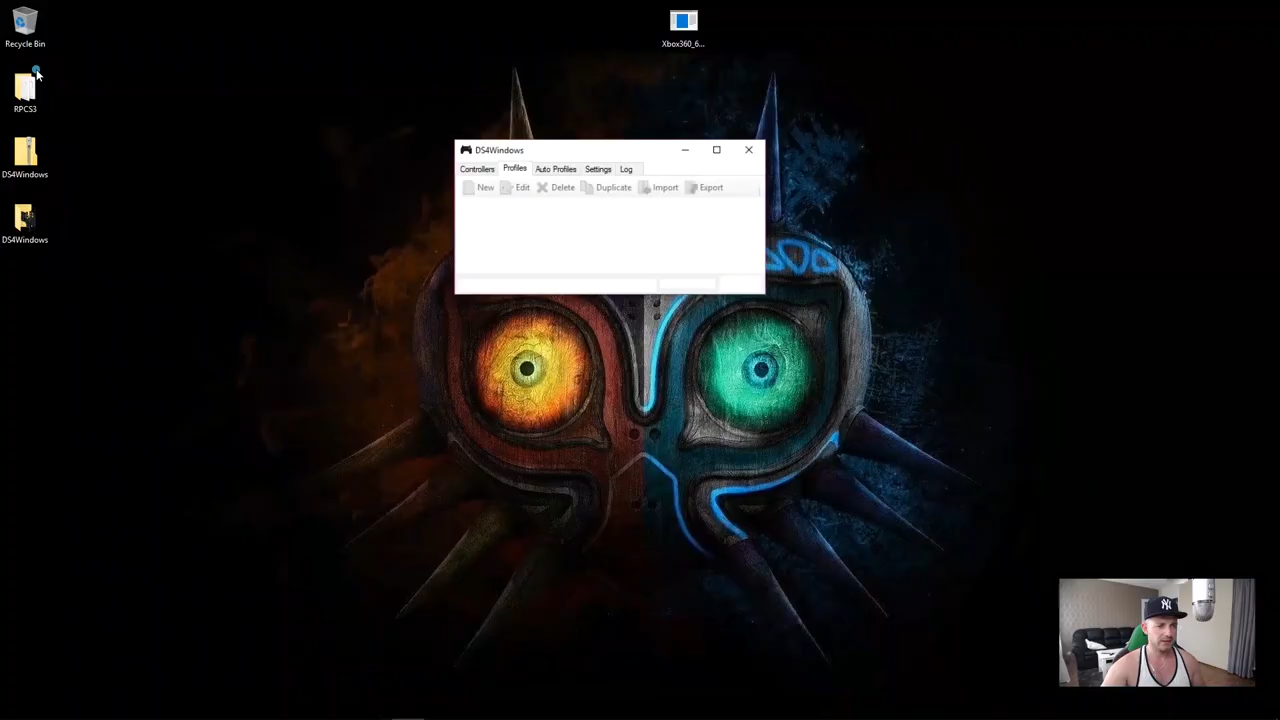 Recycle Bin
RPCS3
DS4Windows
DS4Windows
Xbox360_6...
DS4Windows
Controllers Profiles Auto Profiles Settings Log
New Edit Delete Duplicate Import Export